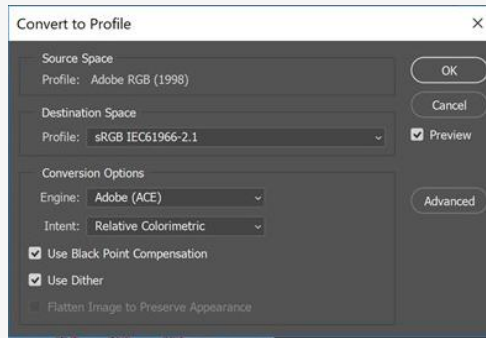 Convert to Profile
Source Space
Profile: Adobe RGB (1998)
OK
Cancel
Preview
Destination Space
Profile: sRGB IEC61966-2.1
Conversion Options
Engine: Adobe (ACE)
Advanced
Intent: Relative Colorimetric
Use Black Point Compensation
Use Dither
Flatten Image to Preserve Appearance